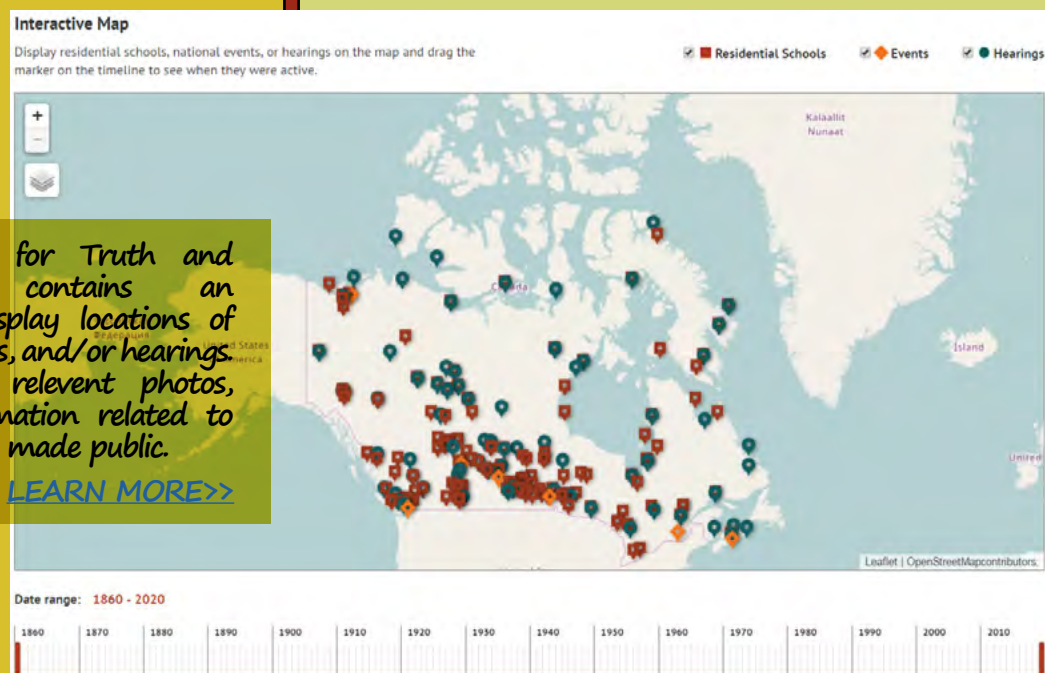 Interactive Map
Display residential schools, national events, or hearings on the map and drag the
marker on the timeline to see when they were active.
Residential Schools
Events
Hearings
+
−
Kalaallit
Nunaat
Canada
Island
United
Федерация
United States
America
for Truth and
contains an
splay locations of
s, and/or hearings.
relevent photos,
mation related to
made public.
LEARN MORE>>
Leaflet | OpenStreetMapcontributors,
Date range: 1860 - 2020
1860 1870 1880 1890 1900 1910 1920 1930 1940 1950 1960 1970 1980 1990 2000 2010